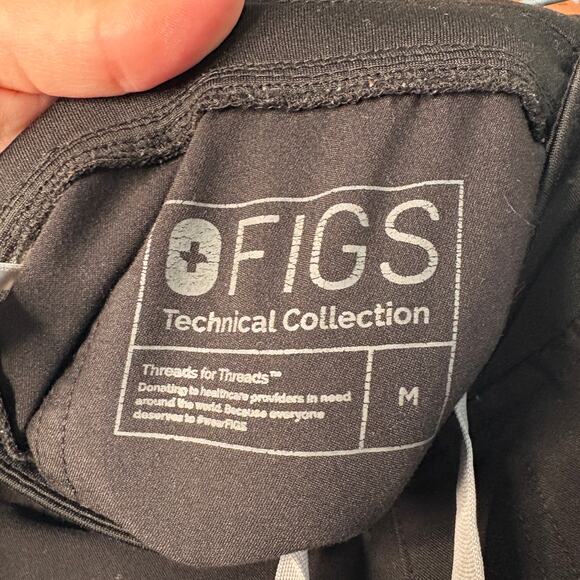 FIGS
Technical Collection
Threads for Threads™
Donating to healthcare providers in need
around the world. Because everyone
deserves to #wearFIGS
M